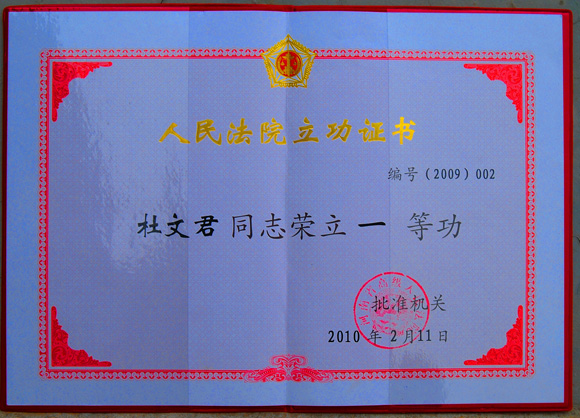 人民法院立功证书
编号（2009）002
杜文君同志荣立一等功
批准机关
2010 年 2月11日